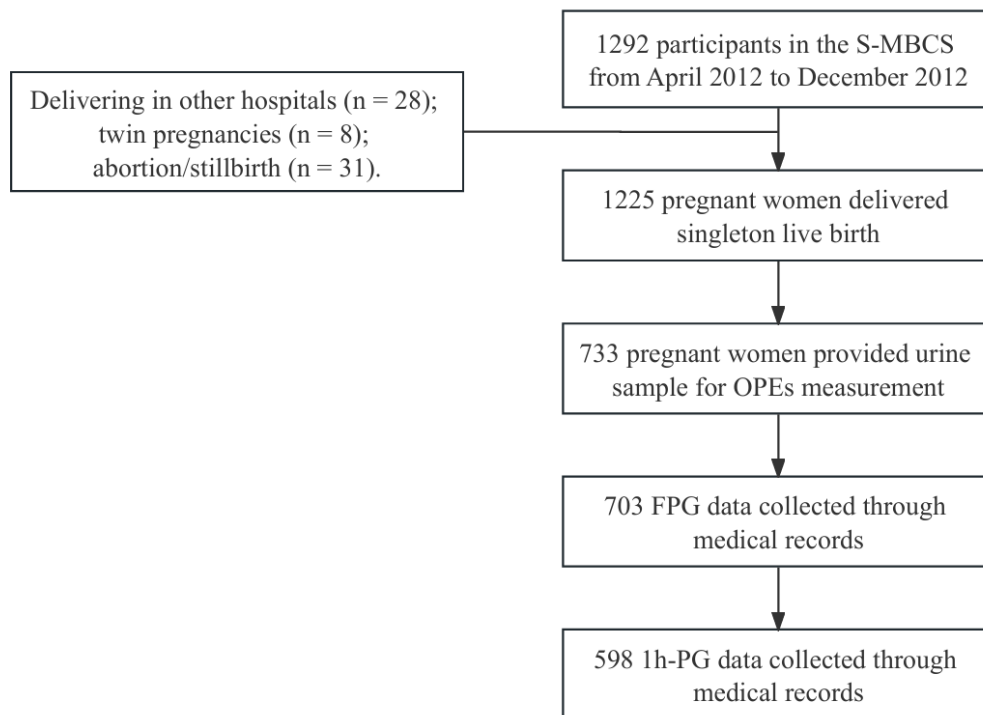 1292 participants in the S-MBCS
from April 2012 to December 2012
Delivering in other hospitals (n = 28);
twin pregnancies (n = 8);
abortion/stillbirth (n = 31).
1225 pregnant women delivered
singleton live birth
733 pregnant women provided urine
sample for OPEs measurement
703 FPG data collected through
medical records
598 1h-PG data collected through
medical records